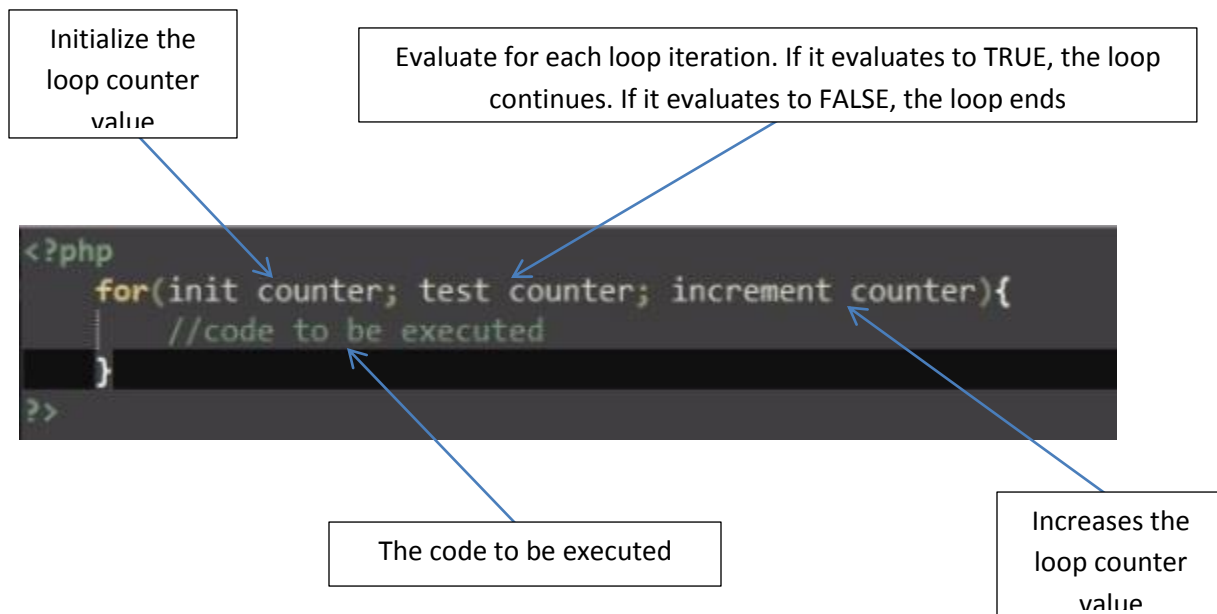 Initialize the
loop counter
value
Evaluate for each loop iteration. If it evaluates to TRUE, the loop
continues. If it evaluates to FALSE, the loop ends
<?php
for(init counter; test counter; increment counter){
//code to be executed
}
?>
The code to be executed
Increases the
loop counter
value